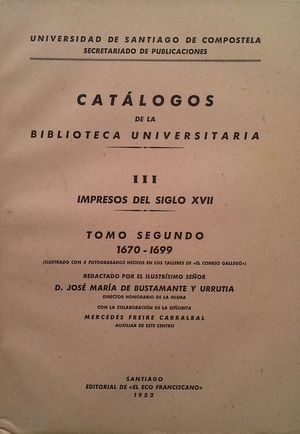 UNIVERSIDAD DE SANTIAGO DE COMPOSTELA
SECRETARIADO DE PUBLICACIONES
CATÁLOGOS
DE LA
BIBLIOTECA UNIVERSITARIA
III
IMPRESOS DEL SIGLO XVII
TOMO SEGUNDO
1670-1699
(ILUSTRADO CON 4 FOTOGRABADOS HECHOS EN LOS TALLERES DE «EL CORREO GALLEGO»)
REDACTADO POR EL ILUSTRÍSIMO SEÑOR
D. JOSÉ MARÍA DE BUSTAMANTE Y URRUTIA
DIRECTOR HONORARIO DE LA MISMA
CON LA COLABORACIÓN DE LA SEÑORITA
MERCEDES FREIRE CARRALBAL
AUXILIAR DE ESTE CENTRO
SANTIAGO
EDITORIAL DE «EL ECO FRANCISCANO»
1952